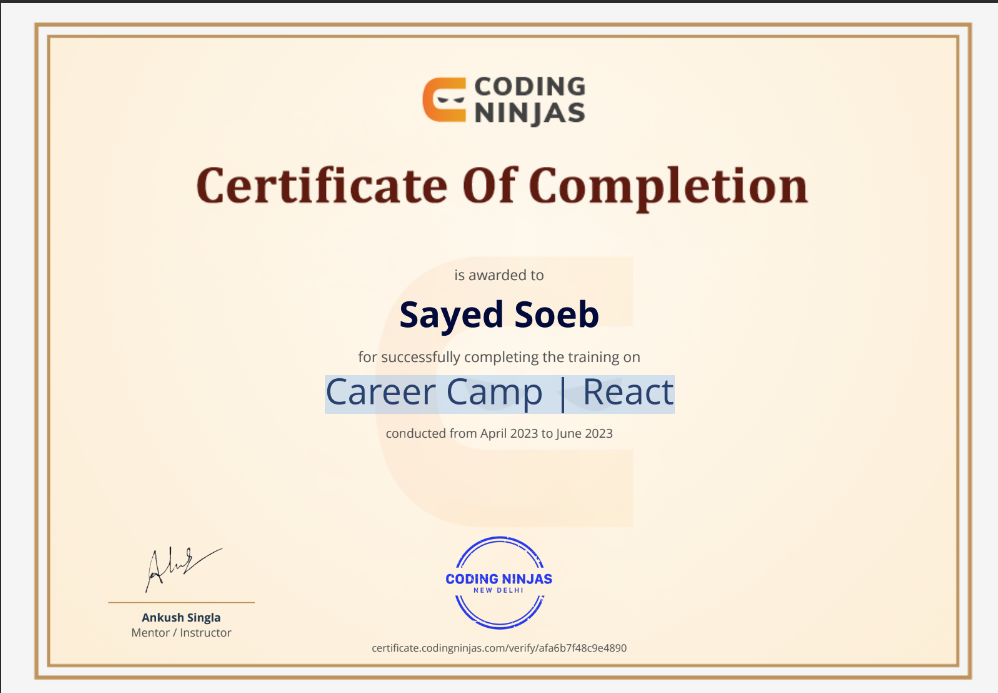 CODING
NINJAS
Certificate Of Completion
is awarded to
Sayed Soeb
for successfully completing the training on
Career Camp | React
conducted from April 2023 to June 2023
CODING NINJAS
NEW DELHI
Ankush Singla
Mentor / Instructor
certificate.codingninjas.com/verify/afa6b7f48c9e4890